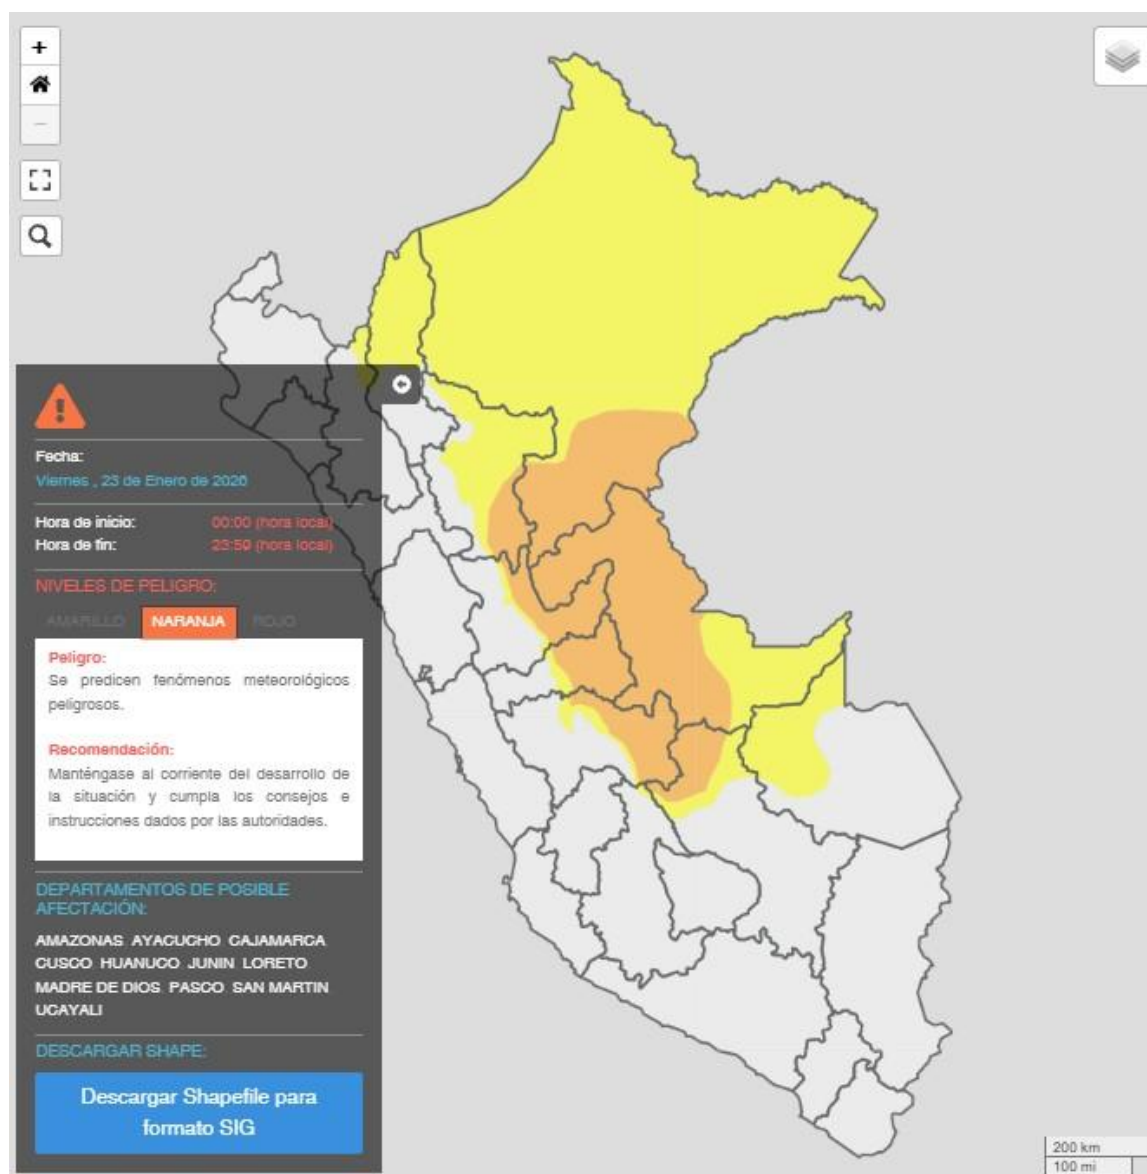 +
−
Fecha:
Viernes , 23 de Enero de 2026
Hora de inicio: 00:00 (hora local)
Hora de fin: 23:59 (hora local)
NIVELES DE PELIGRO:
AMARILLO NARANJA ROJO
Peligro:
Se predicen fenómenos meteorológicos
peligrosos.
Recomendación:
Manténgase al corriente del desarrollo de
la situación y cumpla los consejos e
instrucciones dados por las autoridades.
DEPARTAMENTOS DE POSIBLE
AFECTACIÓN:
AMAZONAS AYACUCHO CAJAMARCA
CUSCO HUANUCO JUNIN LORETO
MADRE DE DIOS PASCO SAN MARTIN
UCAYALI
DESCARGAR SHAPE:
Descargar Shapefile para
formato SIG
200 km
100 mi